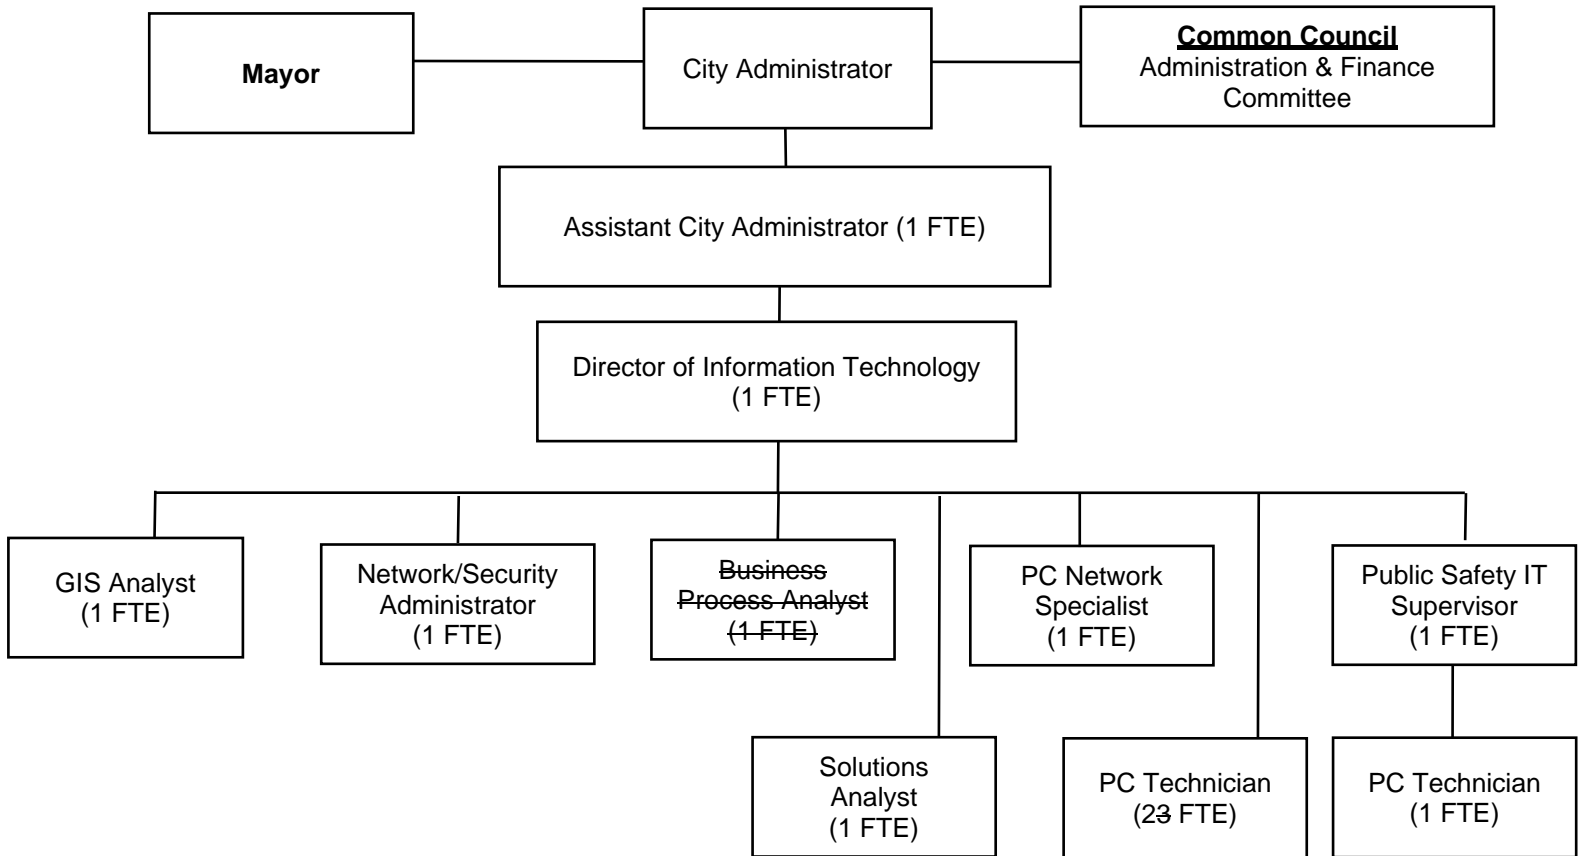 Mayor
City Administrator
Common Council
Administration & Finance
Committee
Assistant City Administrator (1 FTE)
Director of Information Technology
(1 FTE)
GIS Analyst
(1 FTE)
Network/Security
Administrator
(1 FTE)
Business
Process Analyst
(1 FTE)
PC Network
Specialist
(1 FTE)
Public Safety IT
Supervisor
(1 FTE)
Solutions
Analyst
(1 FTE)
PC Technician
(23 FTE)
PC Technician
(1 FTE)